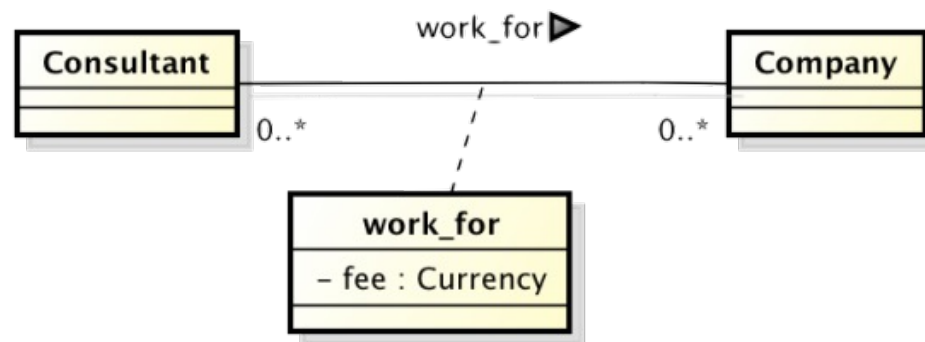 work_for
Consultant
Company
0..*
0..*
work_for
– fee : Currency